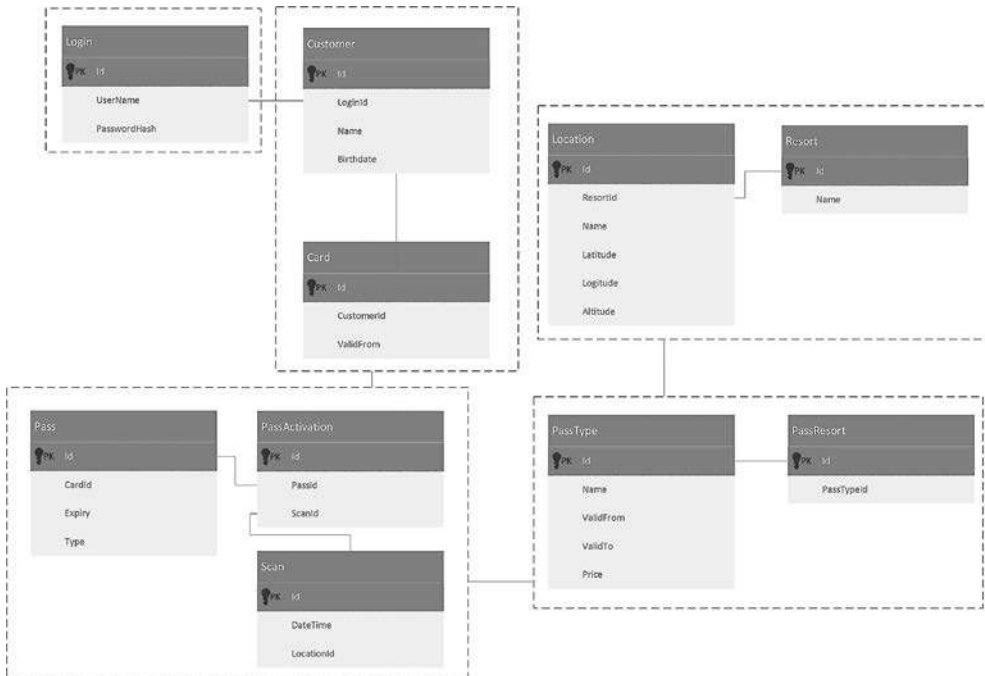 Login
PK Id
UserName
PasswordHash
Customer
PK Id
LoginId
Name
Birthdate
Card
PK Id
CustomerId
ValidFrom
Location
PK Id
ResortId
Name
Latitude
Logitude
Altitude
Resort
PK Id
Name
Pass
PK Id
CardId
Expiry
Type
PassActivation
PK Id
PassId
ScanId
Scan
PK Id
DateTime
LocationId
PassType
PK Id
Name
ValidFrom
ValidTo
Price
PassResort
PK Id
PassTypeId